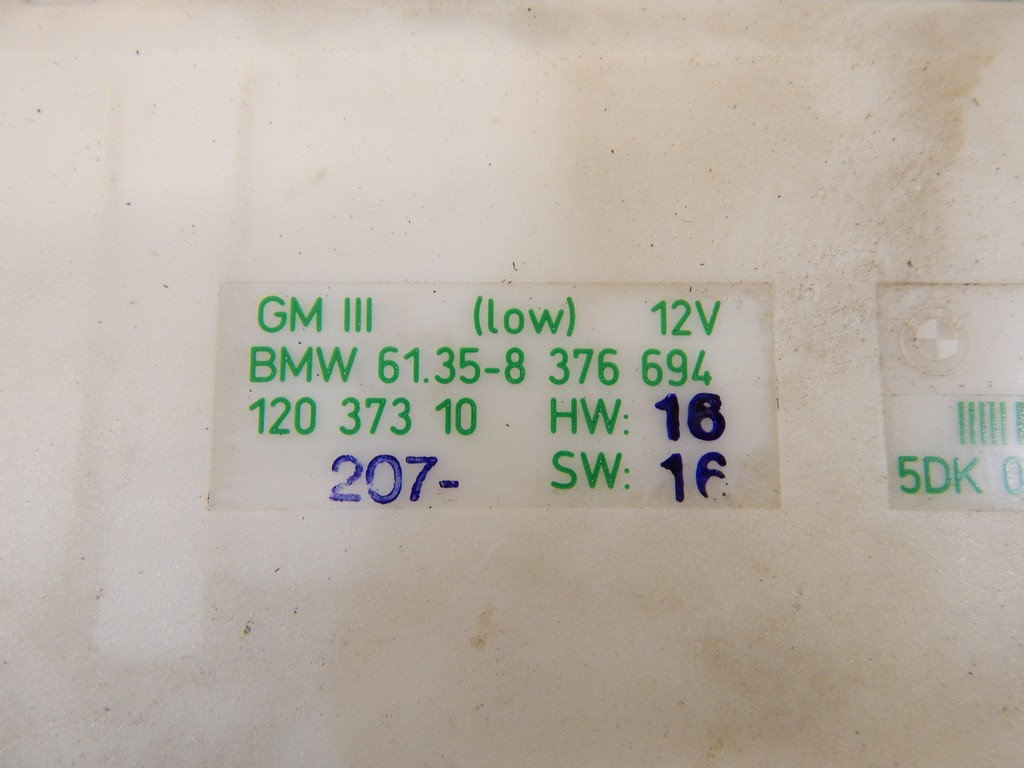 GM III (low) 12V
BMW 61.35-8 376 694
120 373 10 HW: 16
207- SW: 16
5DK 0